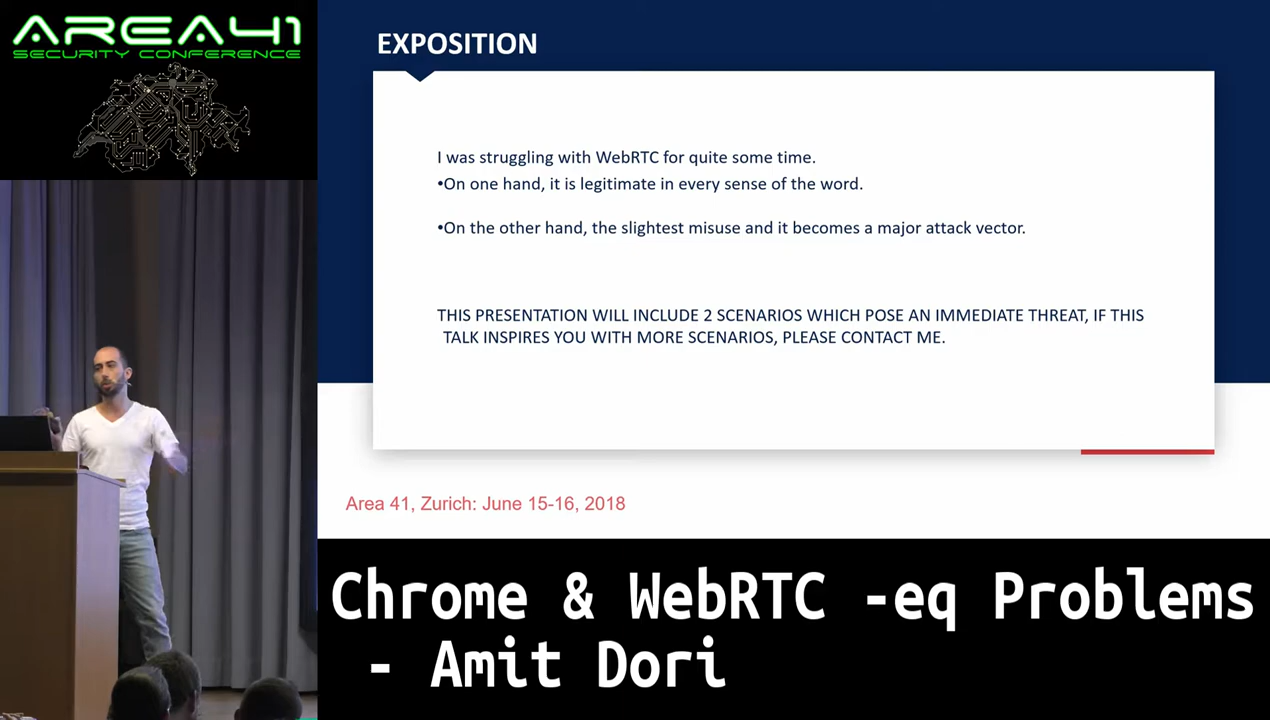 AREA41
SECURITY CONFERENCE
EXPOSITION
I was struggling with WebRTC for quite some time.
•On one hand, it is legitimate in every sense of the word.
•On the other hand, the slightest misuse and it becomes a major attack vector.
THIS PRESENTATION WILL INCLUDE 2 SCENARIOS WHICH POSE AN IMMEDIATE THREAT, IF THIS
TALK INSPIRES YOU WITH MORE SCENARIOS, PLEASE CONTACT ME.
Area 41, Zurich: June 15-16, 2018
Chrome & WebRTC -eq Problems
- Amit Dori